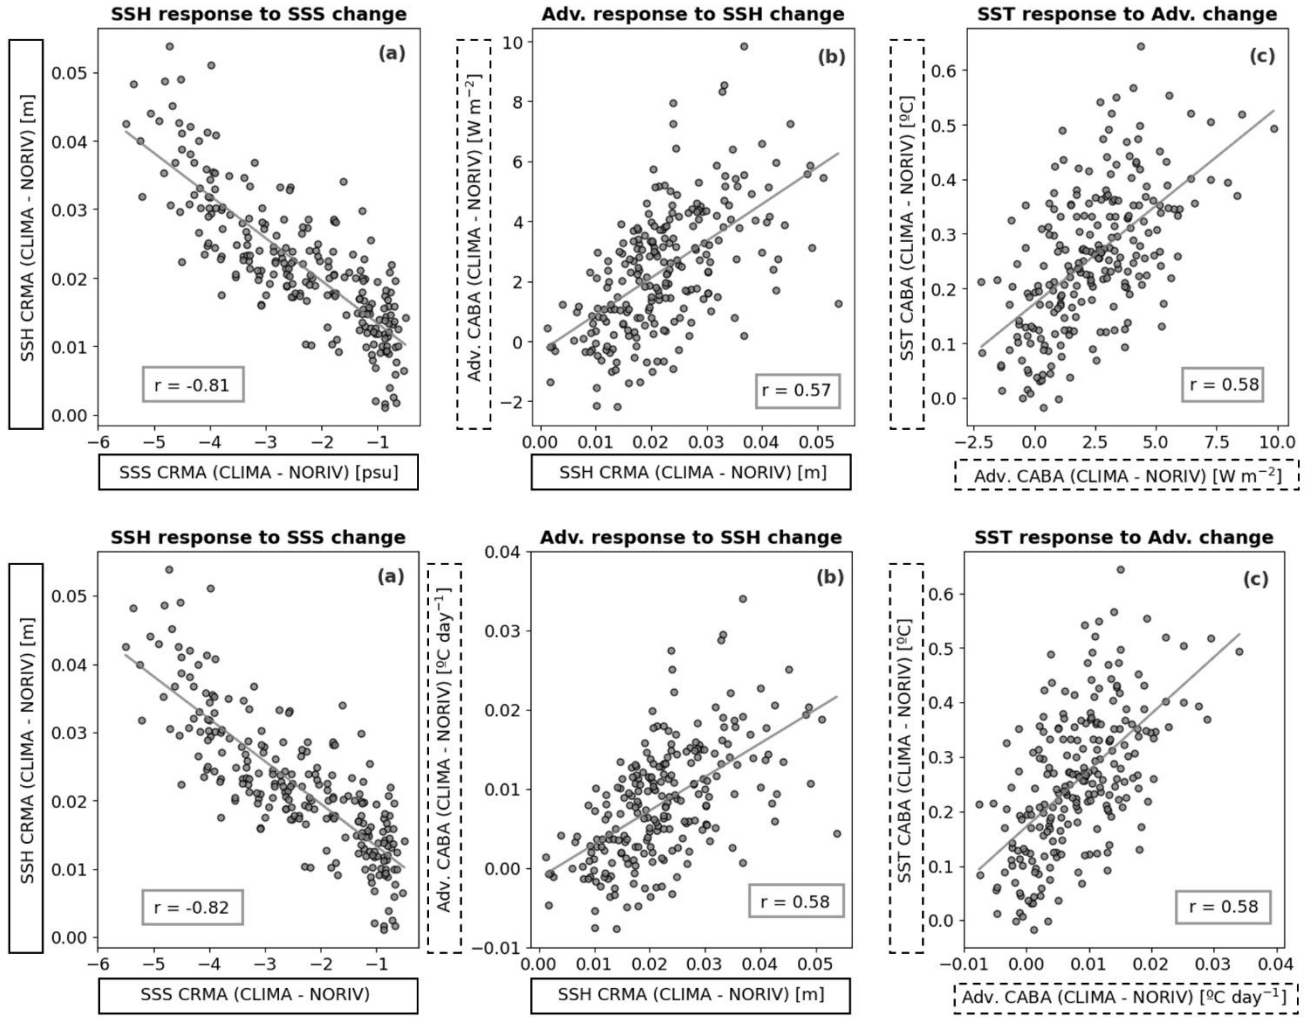 SSH response to SSS change
SSH CRMA (CLIMA - NORIV) [m]
(a)
0.05
0.04
0.03
0.02
0.01
0.00
r = -0.81
−6 −5 −4 −3 −2 −1
SSS CRMA (CLIMA - NORIV) [psu]
Adv. response to SSH change
Adv. CABA (CLIMA - NORIV) [W m⁻²]
(b)
10
8
6
4
2
0
−2
r = 0.57
0.00 0.01 0.02 0.03 0.04 0.05
SSH CRMA (CLIMA - NORIV) [m]
SST response to Adv. change
SST CABA (CLIMA - NORIV) [ºC]
(c)
0.6
0.5
0.4
0.3
0.2
0.1
0.0
r = 0.58
−2.5 0.0 2.5 5.0 7.5 10.0
Adv. CABA (CLIMA - NORIV) [W m⁻²]
SSH response to SSS change
SSH CRMA (CLIMA - NORIV) [m]
(a)
0.05
0.04
0.03
0.02
0.01
0.00
r = -0.82
−6 −5 −4 −3 −2 −1
SSS CRMA (CLIMA - NORIV)
Adv. response to SSH change
Adv. CABA (CLIMA - NORIV) [ºC day⁻¹]
(b)
0.04
0.03
0.02
0.01
0.00
−0.01
r = 0.58
0.00 0.01 0.02 0.03 0.04 0.05
SSH CRMA (CLIMA - NORIV) [m]
SST response to Adv. change
SST CABA (CLIMA - NORIV) [ºC]
(c)
0.6
0.5
0.4
0.3
0.2
0.1
0.0
r = 0.58
−0.01 0.00 0.01 0.02 0.03 0.04
Adv. CABA (CLIMA - NORIV) [ºC day⁻¹]